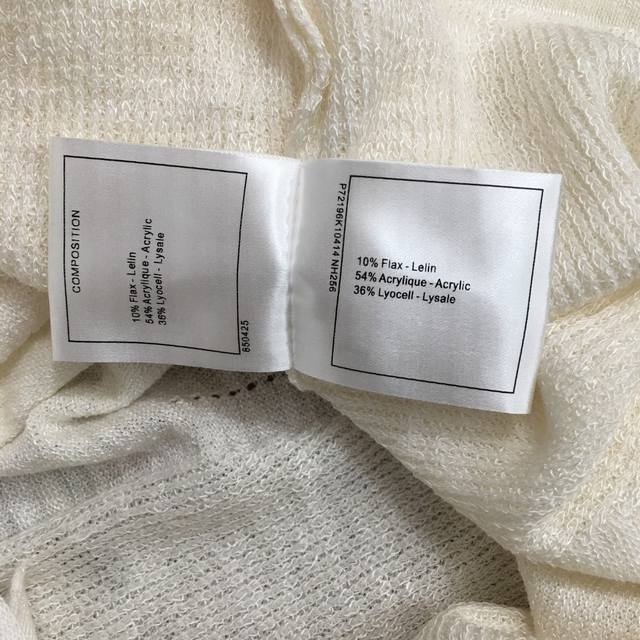 COMPOSITION
10% Flax - Lelin
54% Acrylique - Acrylic
36% Lyocell - Lysale
650425
P72196K10414 NH256
10% Flax - Lelin
54% Acrylique - Acrylic
36% Lyocell - Lysale